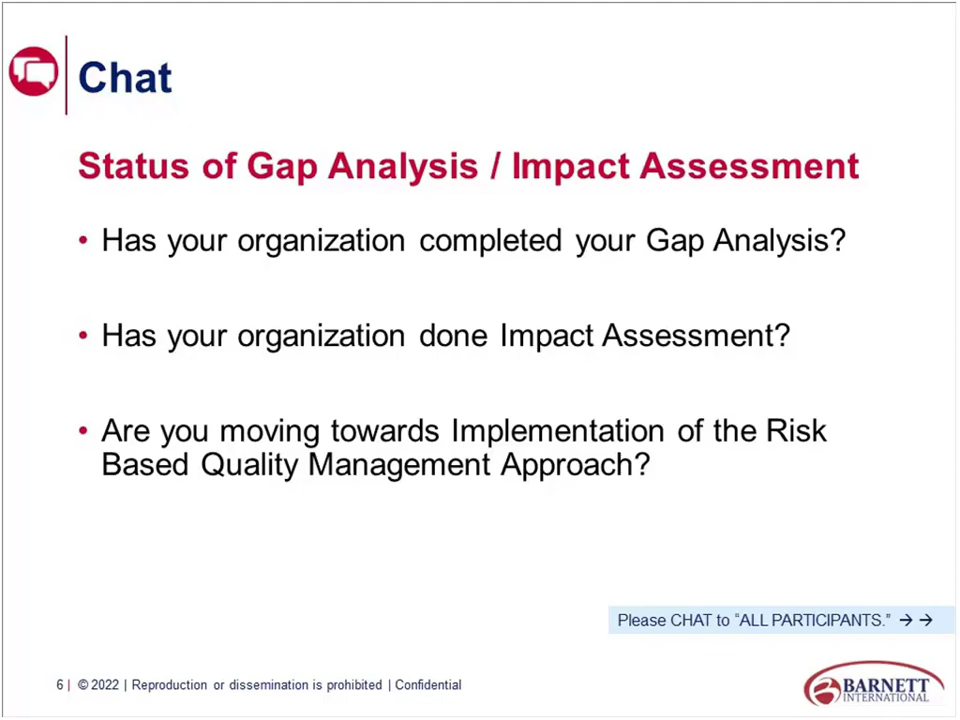 Chat
Status of Gap Analysis / Impact Assessment
• Has your organization completed your Gap Analysis?
• Has your organization done Impact Assessment?
• Are you moving towards Implementation of the Risk
Based Quality Management Approach?
Please CHAT to “ALL PARTICIPANTS.” → →
6 | © 2022 | Reproduction or dissemination is prohibited | Confidential
BARNETT
INTERNATIONAL